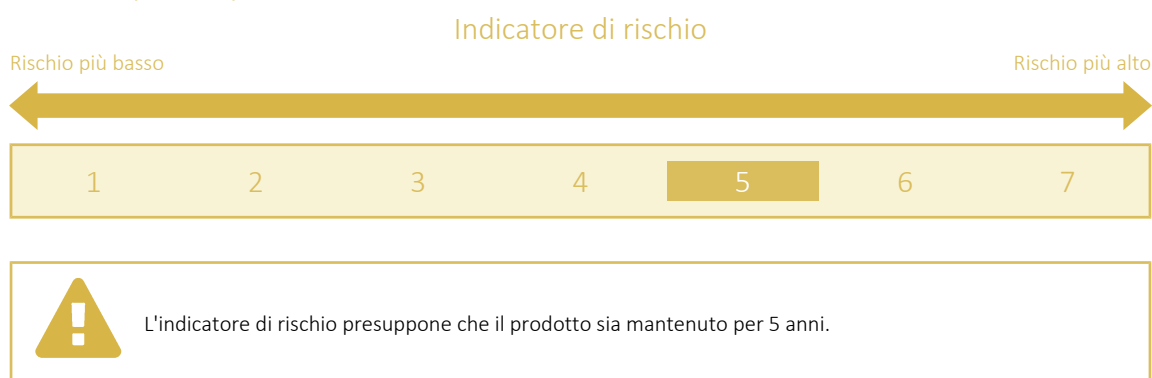 Indicatore di rischio
Rischio più basso Rischio più alto
1 2 3 4 5 6 7
L'indicatore di rischio presuppone che il prodotto sia mantenuto per 5 anni.